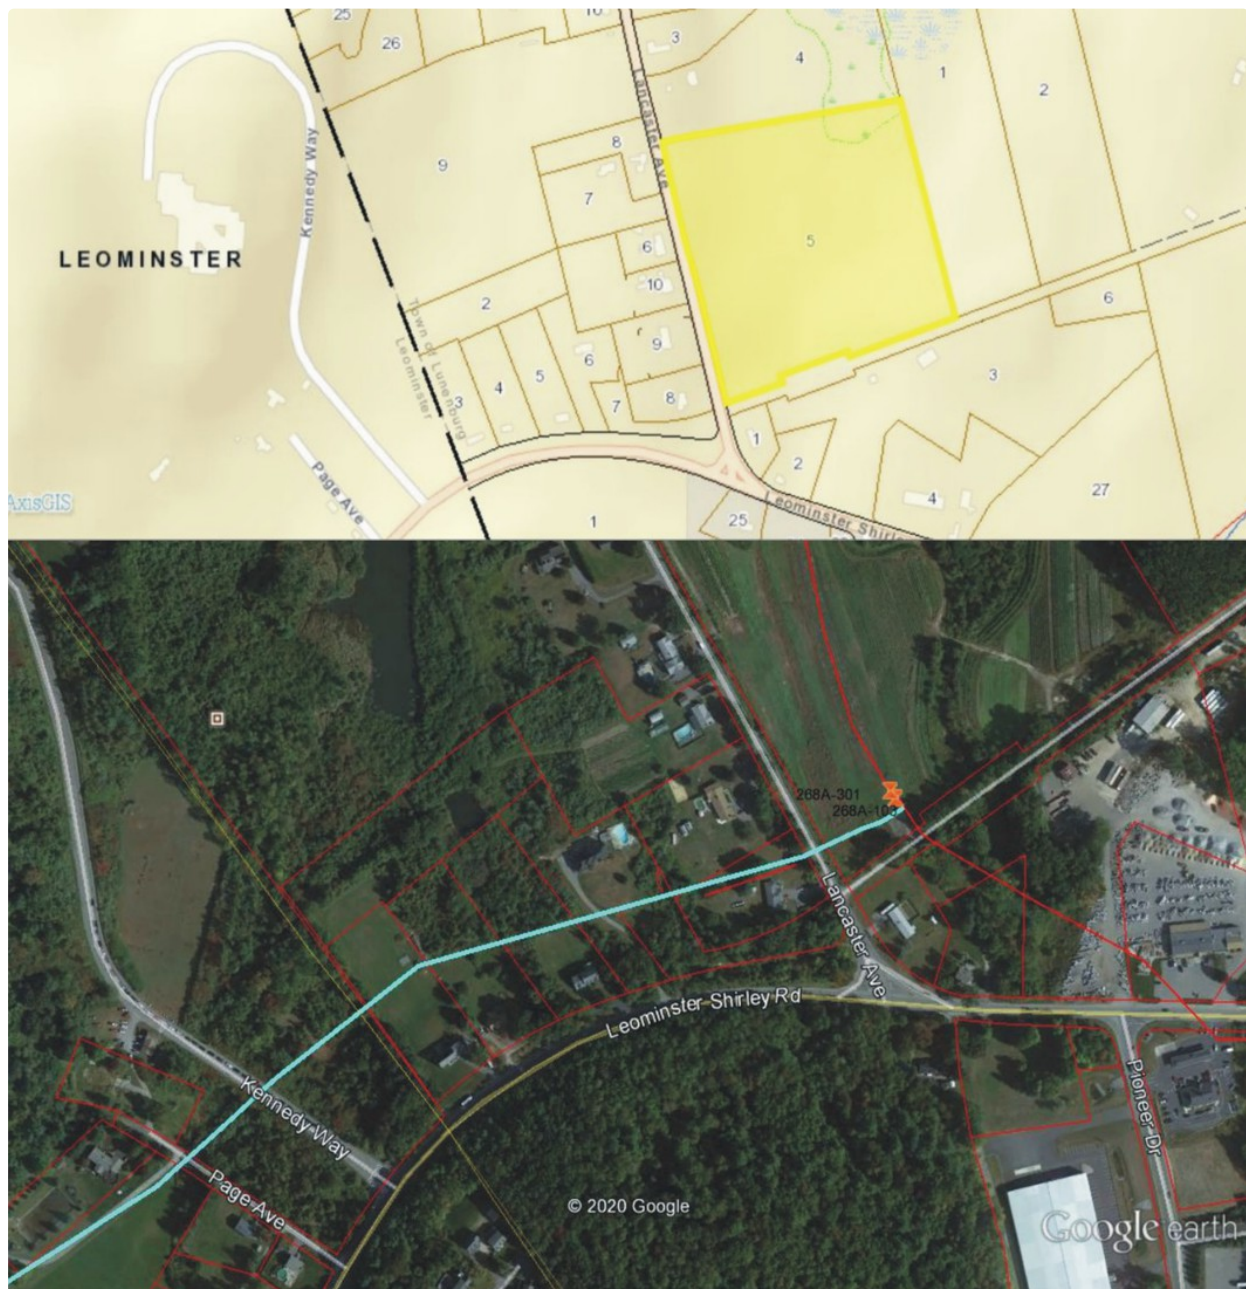 25
26
10
3
4
1
2
Lancaster Ave
Kennedy Way
9
8
7
5
LEOMINSTER
6
10
2
Town of Lunenburg
Leominster
6
9
6
3
5
4
3
7
8
1
2
Page Ave
4
27
AxisGIS
1
25
Leominster Shirley
268A-301
268A-10
Lancaster Ave
Leominster Shirley Rd
Kennedy Way
Pioneer Dr
Page Ave
© 2020 Google
Google earth